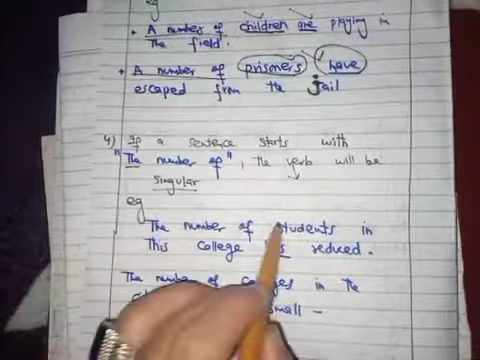 eg
A number of children are playing in
the field.
A number of prisoners have
escaped from the Jail
4) If a sentence starts with
"The number of", the verb will be
singular
eg
The number of students in
this College reduced.
The number of in the
small -